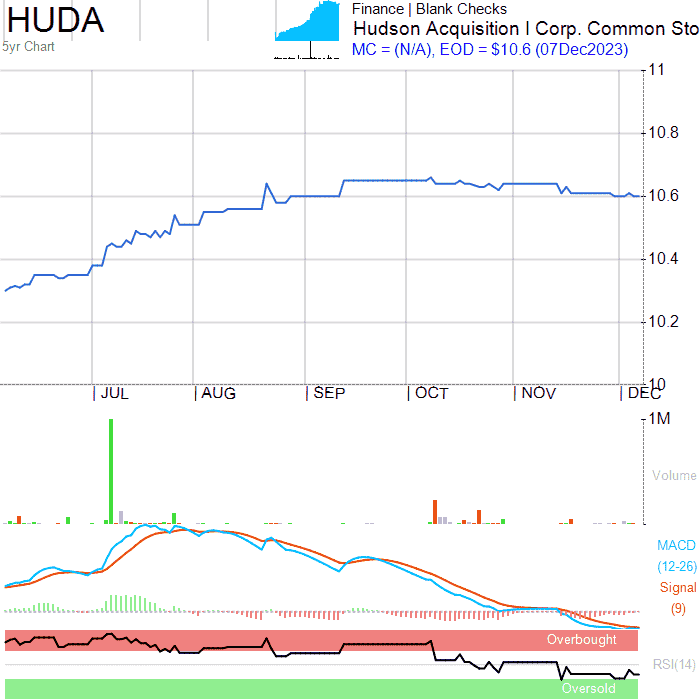 HUDA
5yr Chart
Finance | Blank Checks
Hudson Acquisition I Corp. Common Sto
MC = (N/A), EOD = $10.6 (07Dec2023)
11
10.8
10.6
10.4
10.2
10
JUL AUG SEP OCT NOV DEC
1M
Volume
MACD
(12-26)
Signal
(9)
Overbought
RSI(14)
Oversold